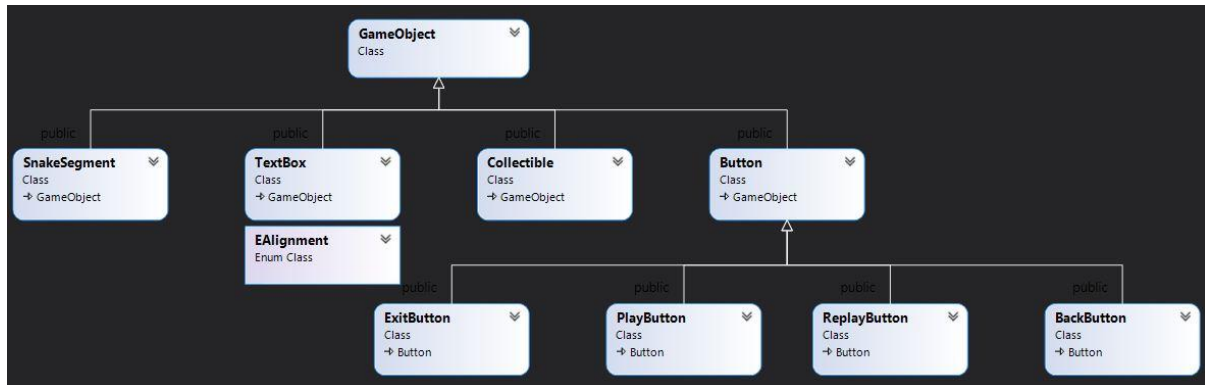 GameObject
Class
public
public
public
public
SnakeSegment
Class
GameObject
TextBox
Class
GameObject
Collectible
Class
GameObject
Button
Class
GameObject
EAlignment
Enum Class
public
public
public
public
ExitButton
Class
Button
PlayButton
Class
Button
ReplayButton
Class
Button
BackButton
Class
Button